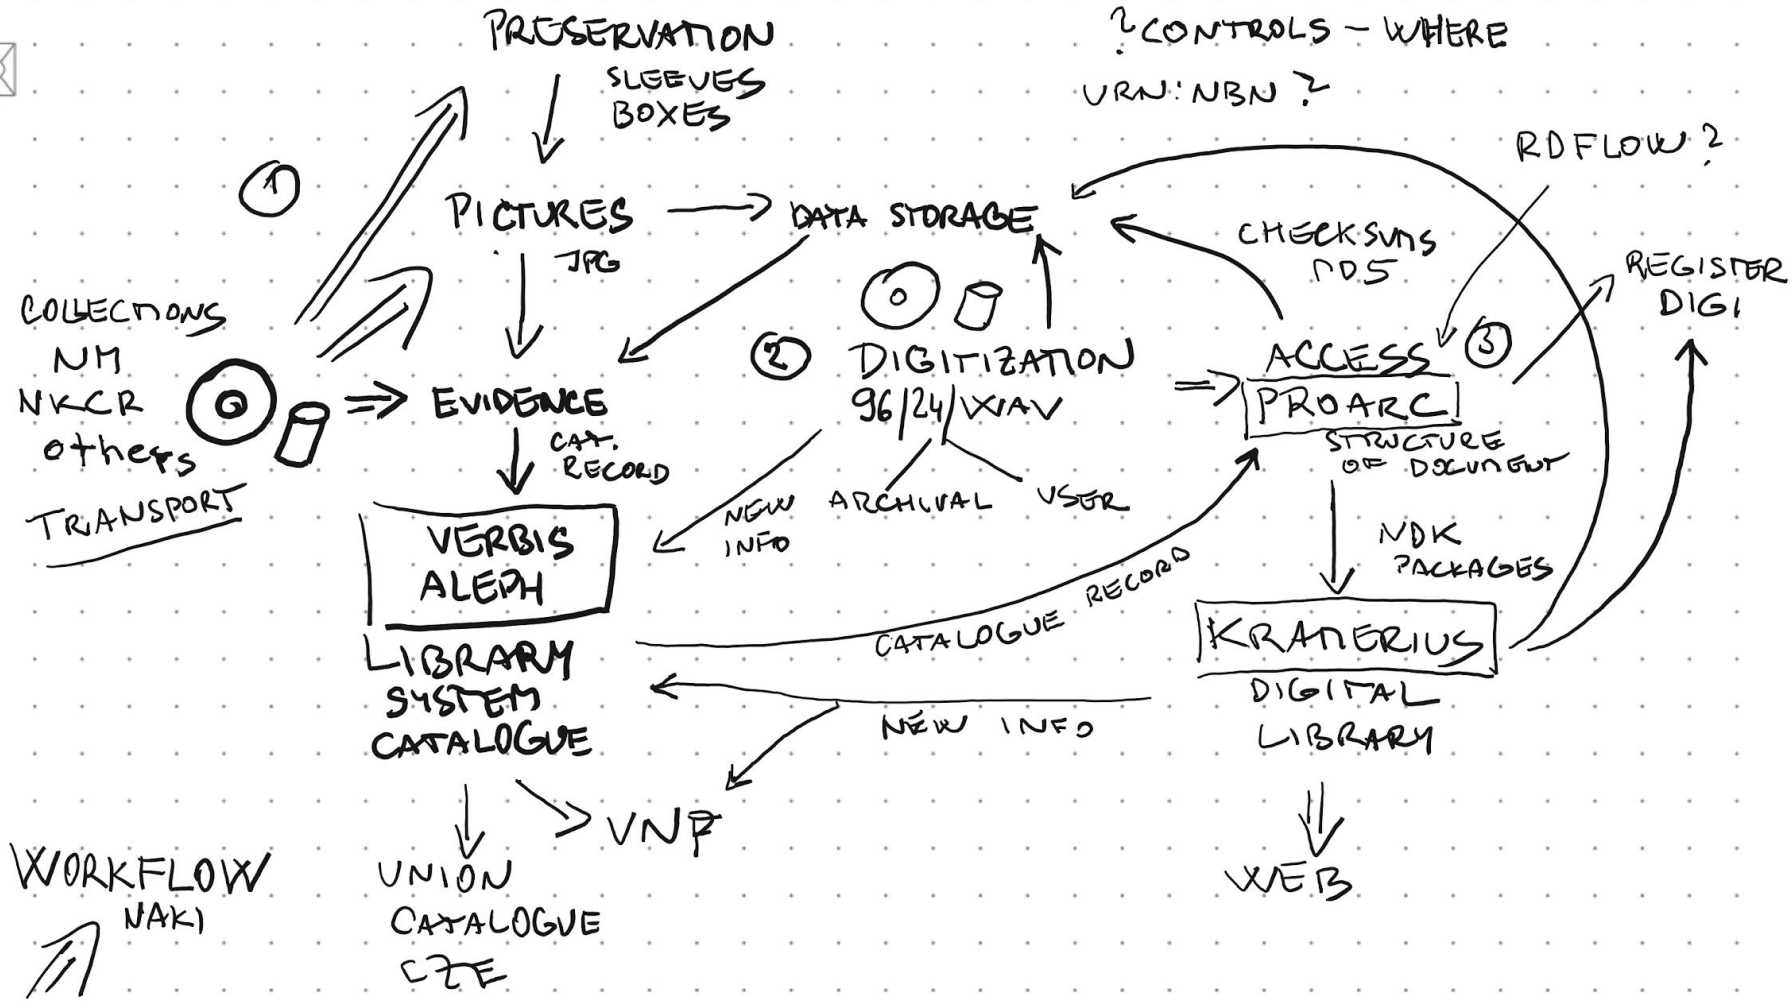 PRESERVATION
SLEEVES
BOXES
? CONTROLS – WHERE
URN:NBN ?
RDFLOW ?
1
PICTURES
JPG
DATA STORAGE
CHECKSUMS
MD5
REGISTER
DIGI
COLLECTIONS
NM
NKCR
others
TRANSPORT
EVIDENCE
CAT.
RECORD
2
DIGITIZATION
96/24/WAV
ARCHIVAL
USER
NEW
INFO
3
ACCESS
PROARC
STRUCTURE
OF DOCUMENT
NDK
PACKAGES
VERBIS
ALEPH
LIBRARY
SYSTEM
CATALOGUE
CATALOGUE RECORD
NEW INFO
KRAMERIUS
DIGITAL
LIBRARY
WEB
VNF
UNION
CATALOGUE
CZE
WORKFLOW
NAKI